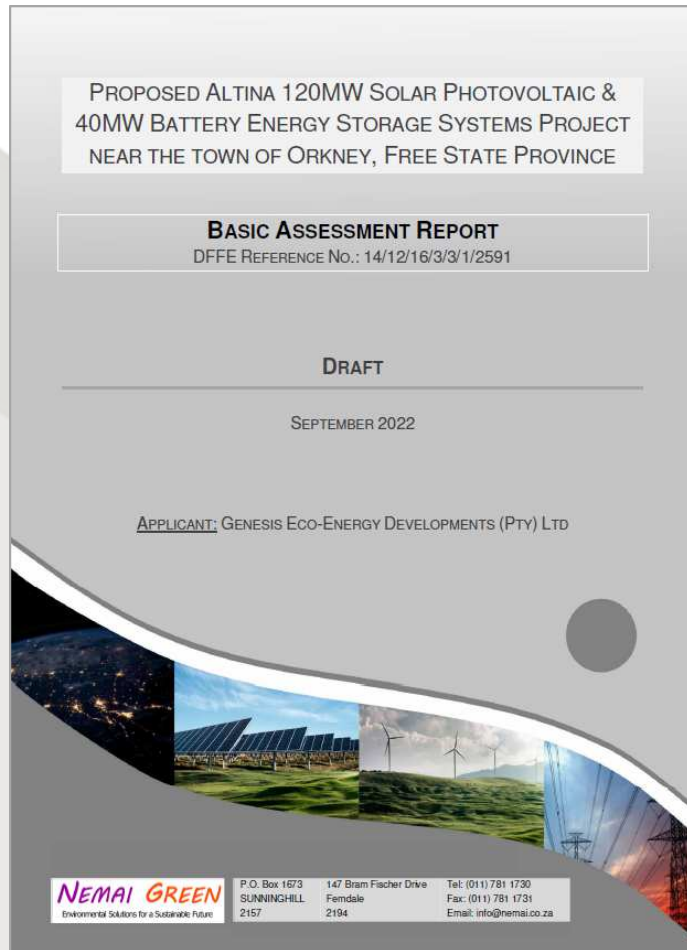 PROPOSED ALTINA 120MW SOLAR PHOTOVOLTAIC &
40MW BATTERY ENERGY STORAGE SYSTEMS PROJECT
NEAR THE TOWN OF ORKNEY, FREE STATE PROVINCE
BASIC ASSESSMENT REPORT
DFFE REFERENCE NO.: 14/12/16/3/3/1/2591
DRAFT
SEPTEMBER 2022
APPLICANT: GENESIS ECO-ENERGY DEVELOPMENTS (PTY) LTD
NEMAI GREEN
Environmental Solutions for a Sustainable Future
P.O. Box 1673
SUNNINGHILL
2157
147 Bram Fischer Drive
Ferndale
2194
Tel: (011) 781 1730
Fax: (011) 781 1731
Email: info@nemai.co.za